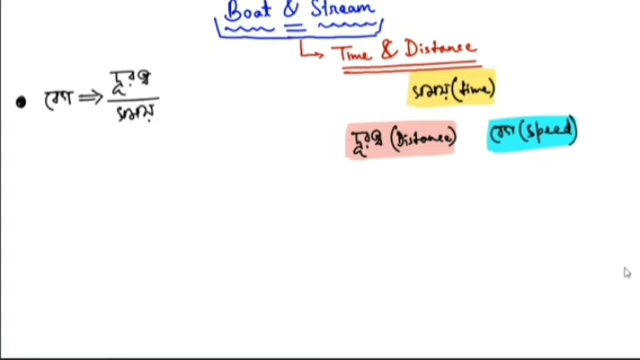 Boat & Stream
Time & Distance
সময় (time)
• বেগ ⇒ দূরত্ব / সময়
দূরত্ব (Distance) বেগ (Speed)